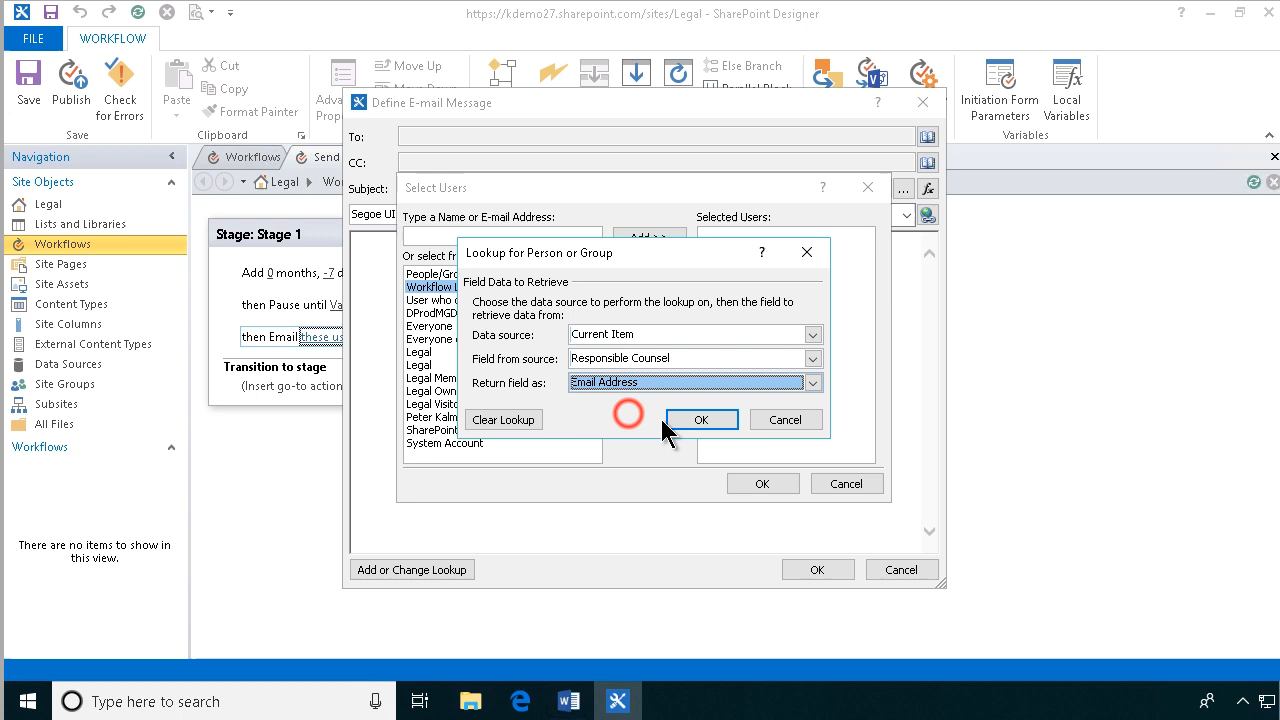 https://kdemo27.sharepoint.com/sites/Legal - SharePoint Designer
FILE
WORKFLOW
Save
Publish
Check for Errors
Save
Paste
Cut
Copy
Format Painter
Clipboard
Move Up
Else Branch
Initiation Form Parameters
Local Variables
Variables
Navigation
Site Objects
Legal
Lists and Libraries
Workflows
Site Pages
Site Assets
Content Types
Site Columns
External Content Types
Data Sources
Site Groups
Subsites
All Files
Workflows
There are no items to show in this view.
Workflows
Send
Legal
Stage: Stage 1
Add 0 months, -7 d
then Pause until
then Email these us
Transition to stage
(Insert go-to action
Define E-mail Message
To:
CC:
Subject:
...
fx
Segoe UI
Select Users
Type a Name or E-mail Address:
Selected Users:
Add >>
Or select fr
People/Gro
Workflow L
User who c
DProdMGD
Everyone
Everyone
Legal
Legal
Legal Mem
Legal Own
Legal Visito
Peter Kalm
SharePoint
System Account
OK
Cancel
Lookup for Person or Group
Field Data to Retrieve
Choose the data source to perform the lookup on, then the field to
retrieve data from:
Data source:
Current Item
Field from source:
Responsible Counsel
Return field as:
Email Address
Clear Lookup
OK
Cancel
Add or Change Lookup
OK
Cancel
Type here to search